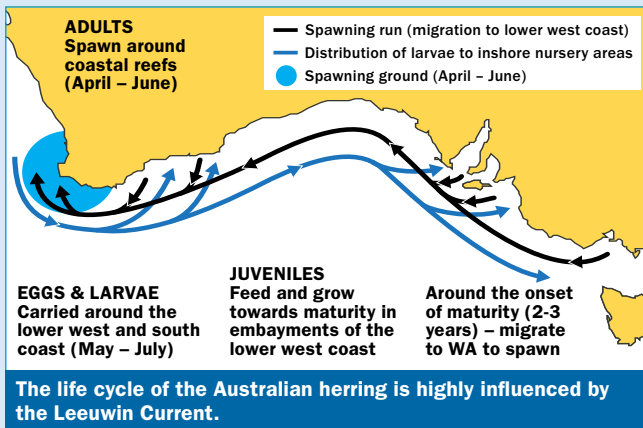 ADULTS
Spawn around
coastal reefs
(April – June)
Spawning run (migration to lower west coast)
Distribution of larvae to inshore nursery areas
Spawning ground (April – June)
EGGS & LARVAE
Carried around the
lower west and south
coast (May – July)
JUVENILES
Feed and grow
towards maturity in
embayments of the
lower west coast
Around the onset
of maturity (2-3
years) – migrate
to WA to spawn
The life cycle of the Australian herring is highly influenced by
the Leeuwin Current.